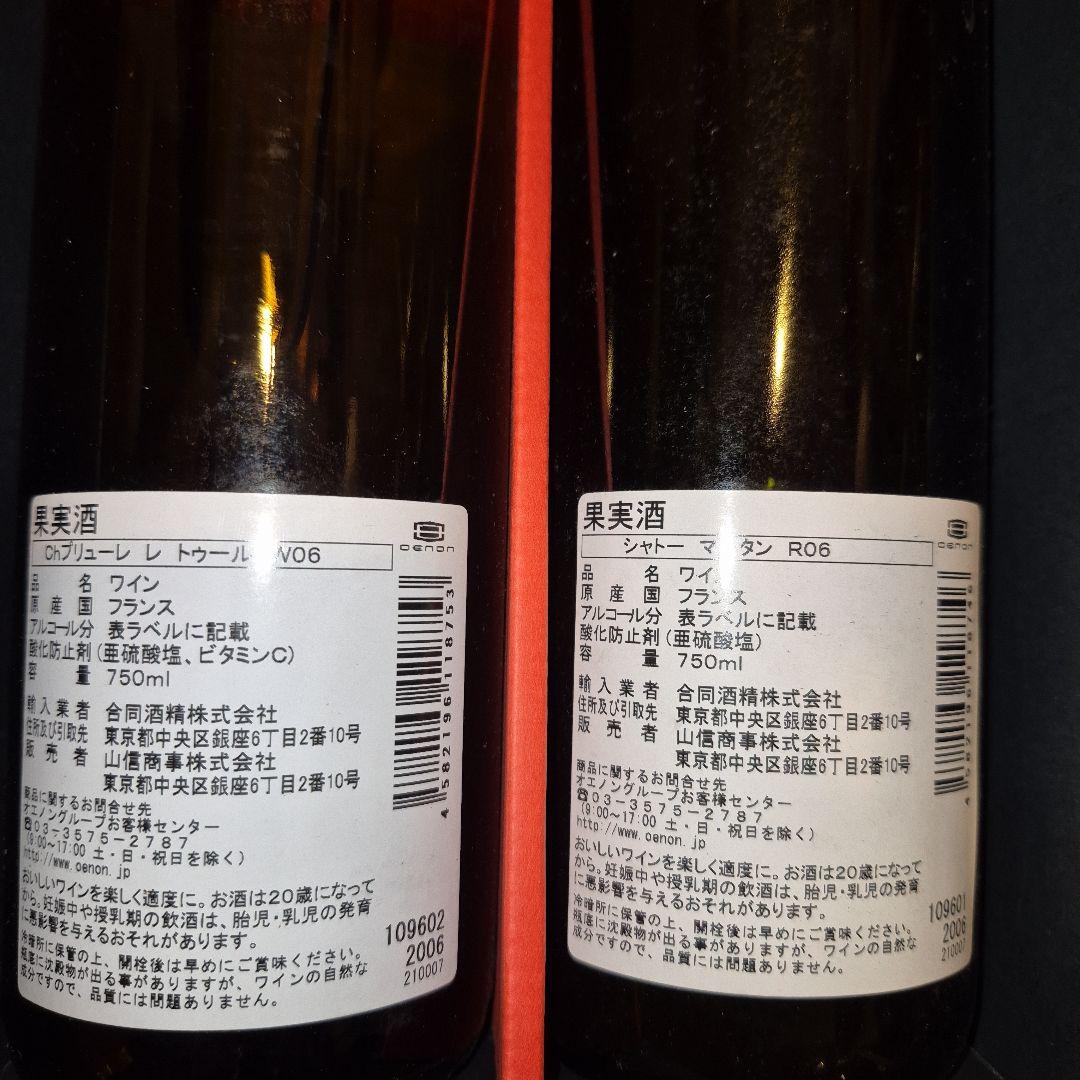 果実酒
oenon
Chブリューレ レ トゥール W06
品名 ワイン
原産国 フランス
アルコール分 表ラベルに記載
酸化防止剤(亜硫酸塩、ビタミンC)
容量 750ml
輸入業者 合同酒精株式会社
住所及び引取先 東京都中央区銀座6丁目2番10号
販売者 山信商事株式会社
東京都中央区銀座6丁目2番10号
商品に関するお問合せ先
オエノングループお客様センター
☎03-3575-2787
(9:00~17:00 土・日・祝日を除く)
http://www.oenon.jp
おいしいワインを楽しく適度に。お酒は20歳になって
から。妊娠中や授乳期の飲酒は、胎児・乳児の発育
に悪影響を与えるおそれがあります。
冷暗所に保管の上、開栓後は早めにご賞味ください。
瓶底に沈殿物が出る事がありますが、ワインの自然な
成分ですので、品質には問題ありません。
4582196118753
109602
2006
210007
果実酒
oenon
シャトー タン R06
品名 ワイン
原産国 フランス
アルコール分 表ラベルに記載
酸化防止剤(亜硫酸塩)
容量 750ml
輸入業者 合同酒精株式会社
住所及び引取先 東京都中央区銀座6丁目2番10号
販売者 山信商事株式会社
東京都中央区銀座6丁目2番10号
商品に関するお問合せ先
オエノングループお客様センター
☎03-3575-2787
(9:00~17:00 土・日・祝日を除く)
http://www.oenon.jp
おいしいワインを楽しく適度に。お酒は20歳になって
から。妊娠中や授乳期の飲酒は、胎児・乳児の発育
に悪影響を与えるおそれがあります。
冷暗所に保管の上、開栓後は早めにご賞味ください。
瓶底に沈殿物が出る事がありますが、ワインの自然な
成分ですので、品質には問題ありません。
109601
2006
210007